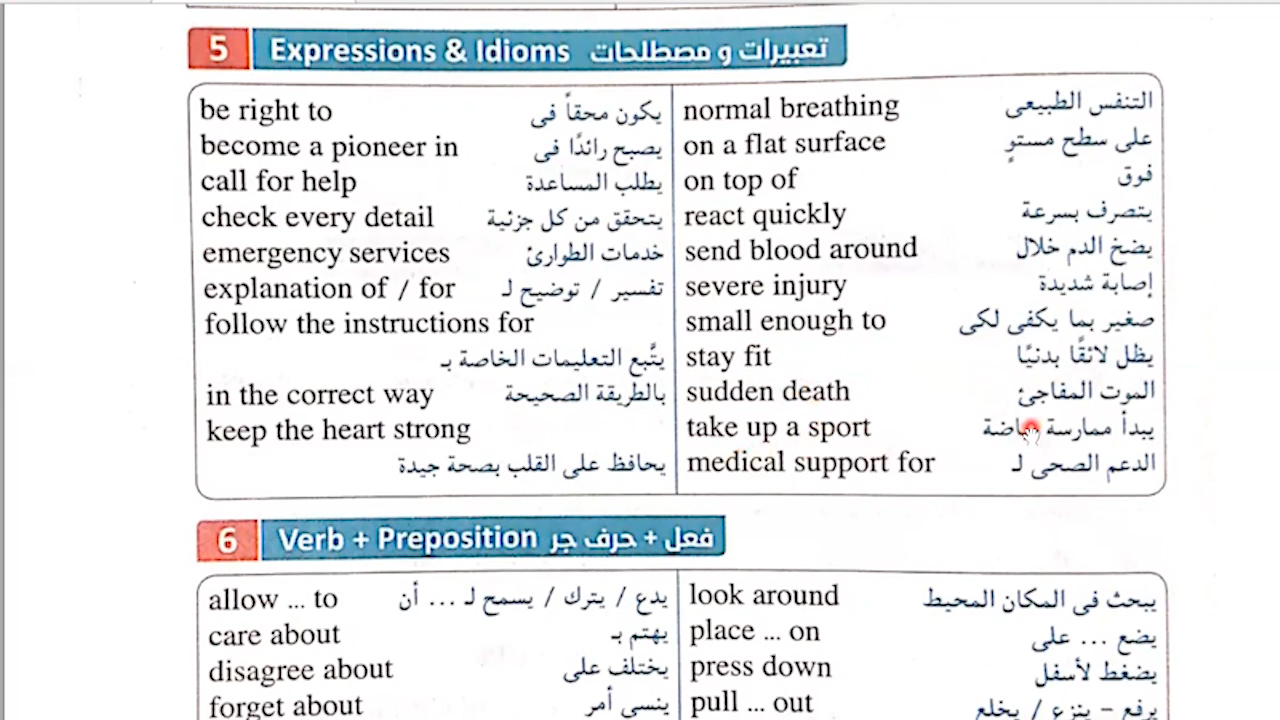 5 Expressions & Idioms تعبيرات و مصطلحات
be right to يكون محقاً فى
become a pioneer in يصبح رائدًا فى
call for help يطلب المساعدة
check every detail يتحقق من كل جزئية
emergency services خدمات الطوارئ
explanation of / for تفسير / توضيح لـ
follow the instructions for
يتَّبع التعليمات الخاصة بـ
in the correct way بالطريقة الصحيحة
keep the heart strong
يحافظ على القلب بصحة جيدة
normal breathing التنفس الطبيعى
on a flat surface على سطح مستوٍ
on top of فوق
react quickly يتصرف بسرعة
send blood around يضخ الدم خلال
severe injury إصابة شديدة
small enough to صغير بما يكفى لكى
stay fit يظل لائقًا بدنيًا
sudden death الموت المفاجئ
take up a sport يبدأ ممارسة
medical support for الدعم الصحى لـ
6 Verb + Preposition فعل + حرف جر
allow ... to يدع / يترك / يسمح لـ ... أن
care about يهتم بـ
disagree about يختلف على
forget about ينسى أمر
look around يبحث فى المكان المحيط
place ... on يضع ... على
press down يضغط لأسفل
pull ... out يرفع - ينزع / يخلع